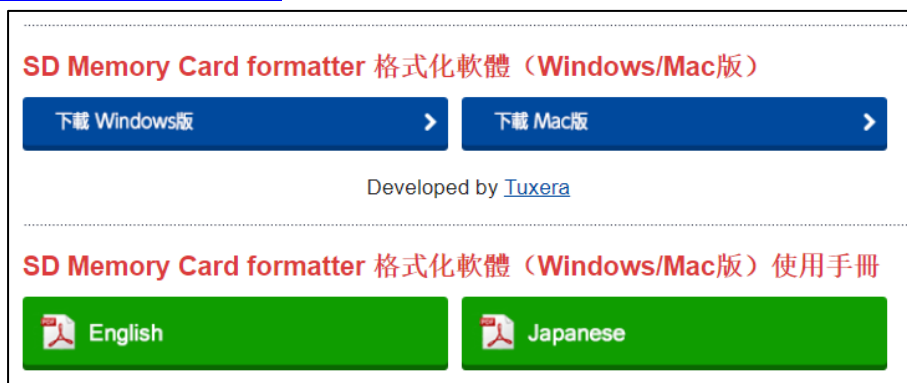 SD Memory Card formatter 格式化軟體（Windows/Mac版）
下載 Windows版
下載 Mac版
Developed by Tuxera
SD Memory Card formatter 格式化軟體（Windows/Mac版）使用手冊
English
Japanese